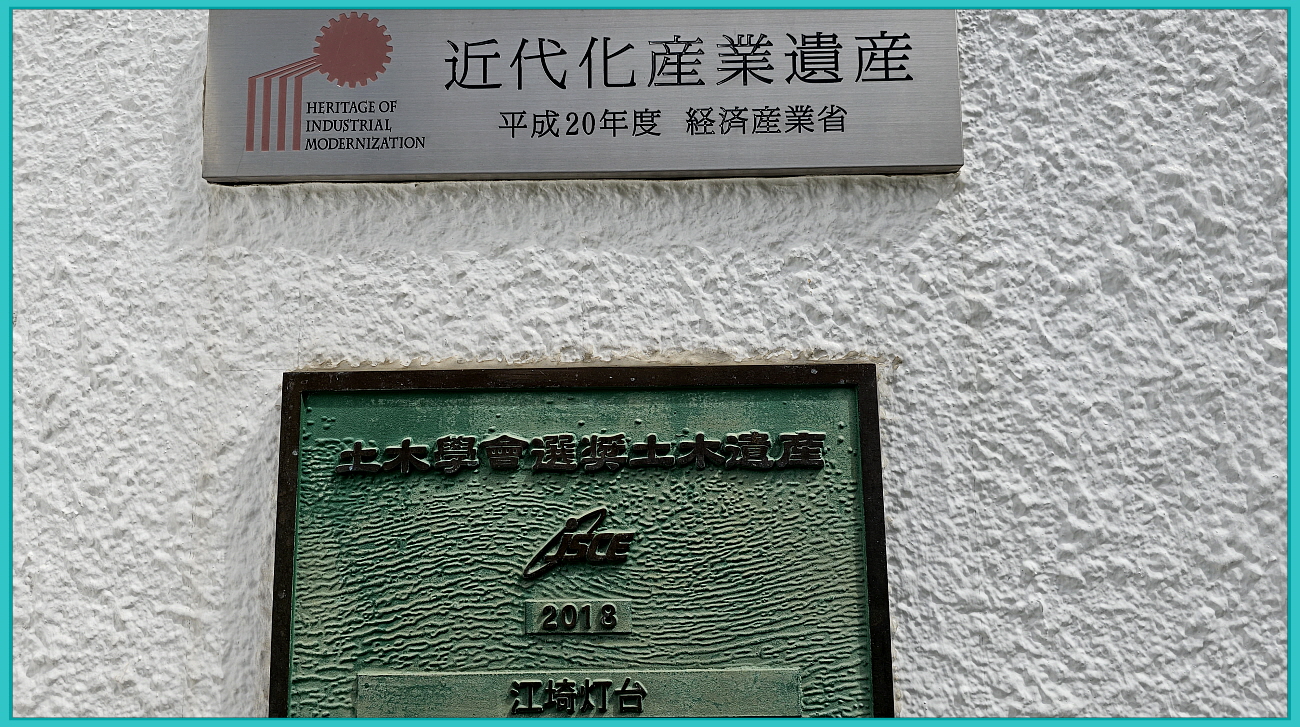 近代化産業遺産
HERITAGE OF
INDUSTRIAL
MODERNIZATION
平成20年度 経済産業省
土木學會選奬土木遺産
JSCE
2018
江埼灯台